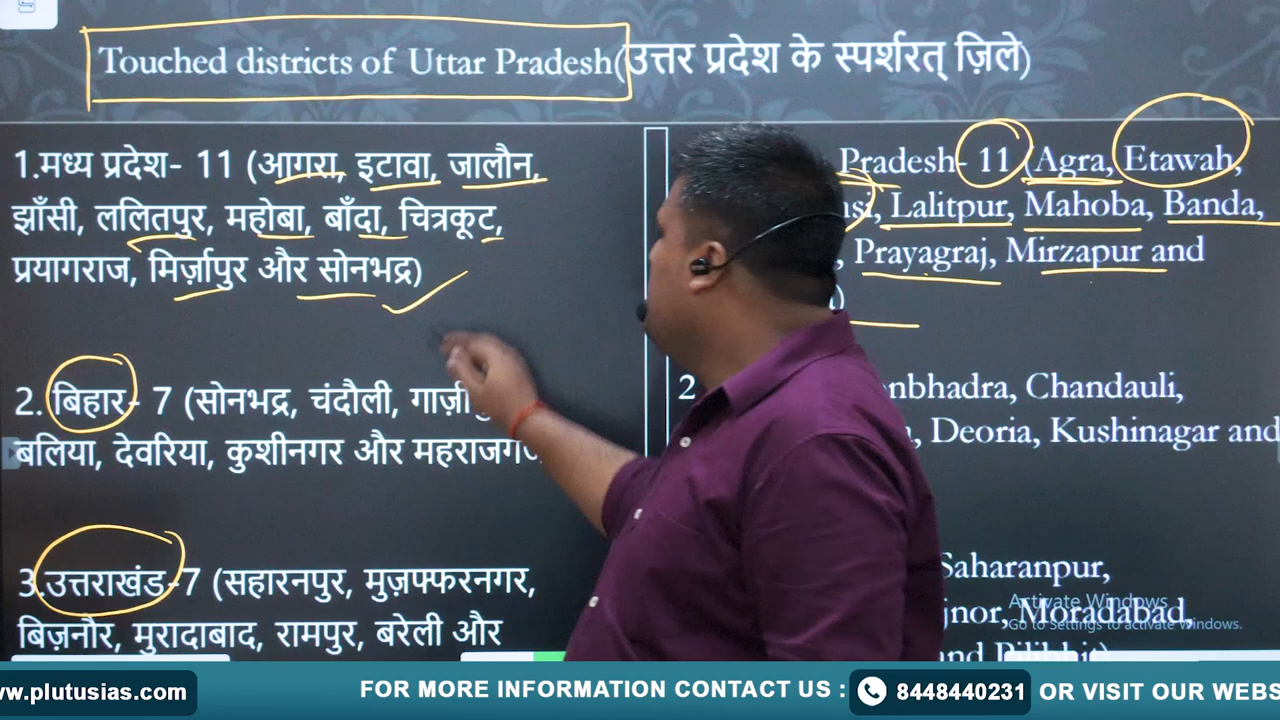 Touched districts of Uttar Pradesh(उत्तर प्रदेश के स्पर्शरत् ज़िले)
1.मध्य प्रदेश- 11 (आगरा, इटावा, जालौन,
झाँसी, ललितपुर, महोबा, बाँदा, चित्रकूट,
प्रयागराज, मिर्ज़ापुर और सोनभद्र)
2. बिहार- 7 (सोनभद्र, चंदौली,
बलिया, देवरिया, कुशीनगर और
3.उत्तराखंड-7 (सहारनपुर, मुज़फ्फरनगर,
बिज़नौर, मुरादाबाद, रामपुर, बरेली और
Pradesh- 11 (Agra, Etawah,
Lalitpur, Mahoba, Banda,
Prayagraj, Mirzapur and
2
Chandauli,
Deoria, Kushinagar and
Saharanpur,
Moradabad,
and Pilibhit)
Activate Windows
Go to Settings to activate Windows.
www.plutusias.com
FOR MORE INFORMATION CONTACT US : 8448440231 OR VISIT OUR